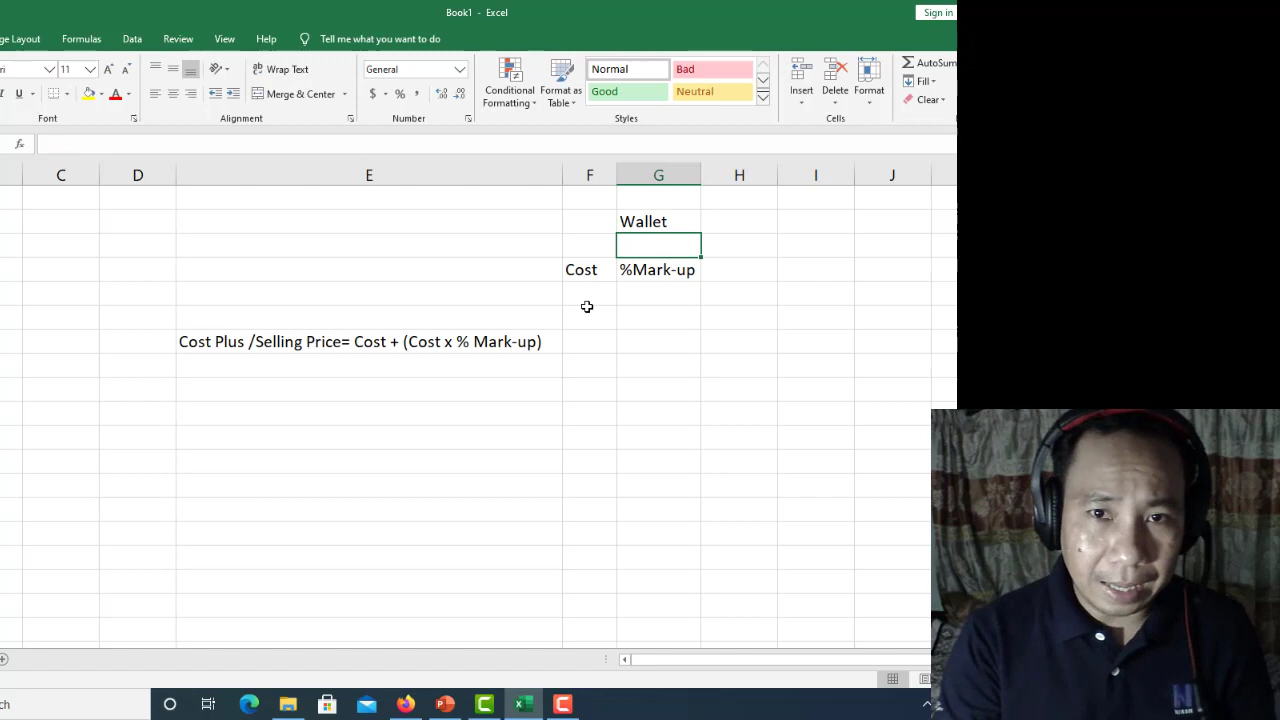 Book1 - Excel
Sign in
ge Layout
Formulas
Data
Review
View
Help
Tell me what you want to do
ri
11
Wrap Text
General
Normal
Bad
AutoSum
U
Merge & Center
$
%
Conditional
Formatting
Format as
Table
Good
Neutral
Insert
Delete
Format
Fill
Clear
Font
Alignment
Number
Styles
Cells
fx
C D E F G H I J
Wallet
Cost %Mark-up
Cost Plus /Selling Price= Cost + (Cost x % Mark-up)
rch